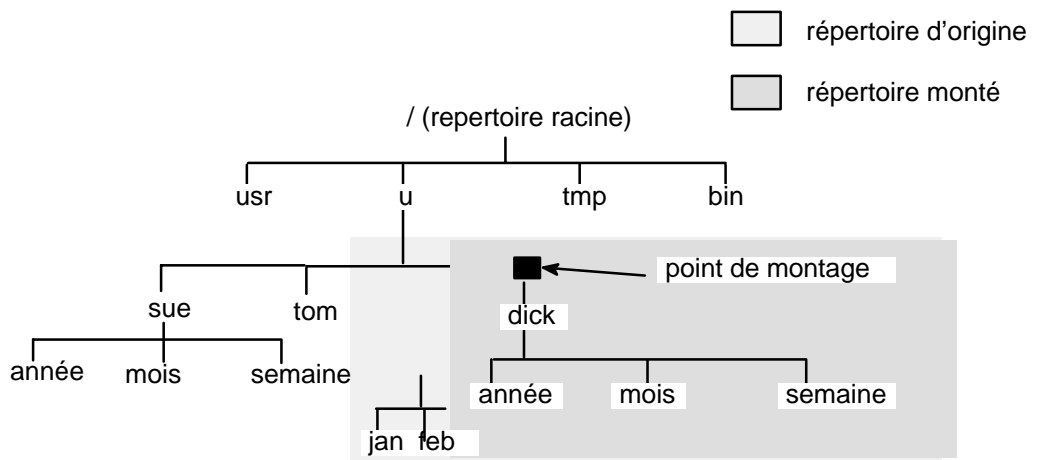 répertoire d'origine
répertoire monté
/ (repertoire racine)
usr u tmp bin
point de montage
sue tom dick
année mois semaine année mois semaine
jan feb